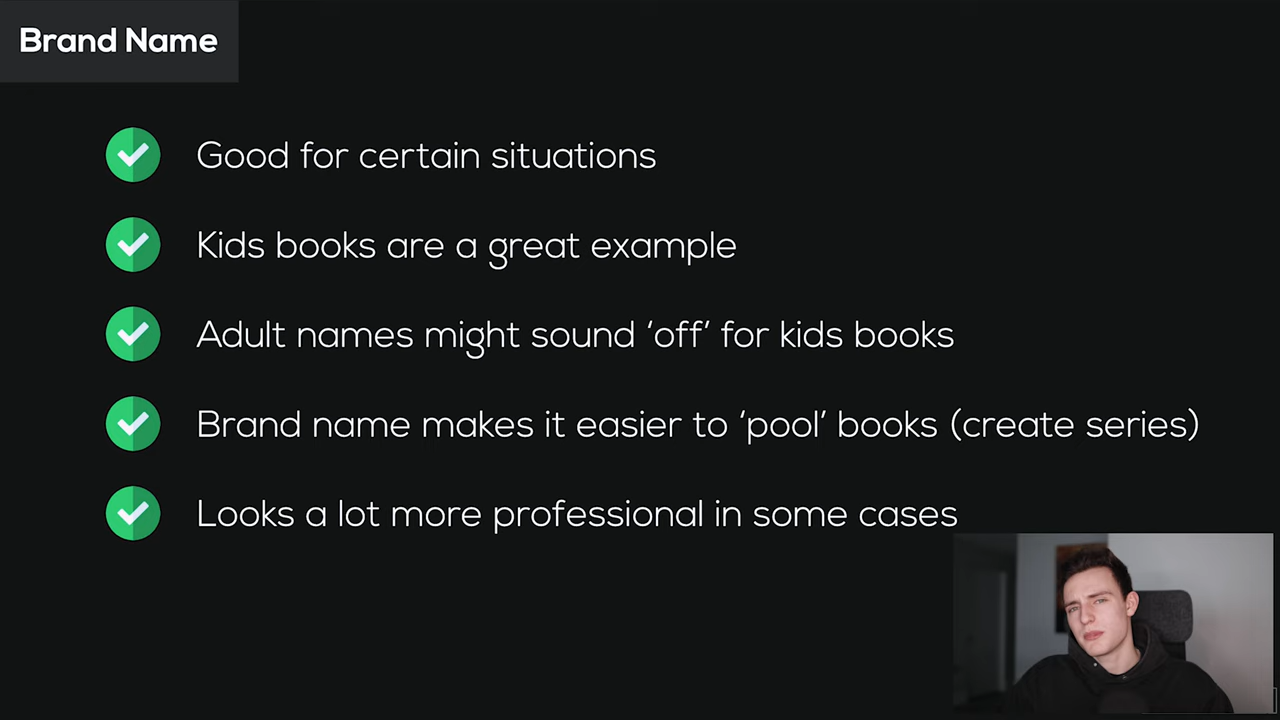 Brand Name
Good for certain situations
Kids books are a great example
Adult names might sound ‘off’ for kids books
Brand name makes it easier to ‘pool’ books (create series)
Looks a lot more professional in some cases